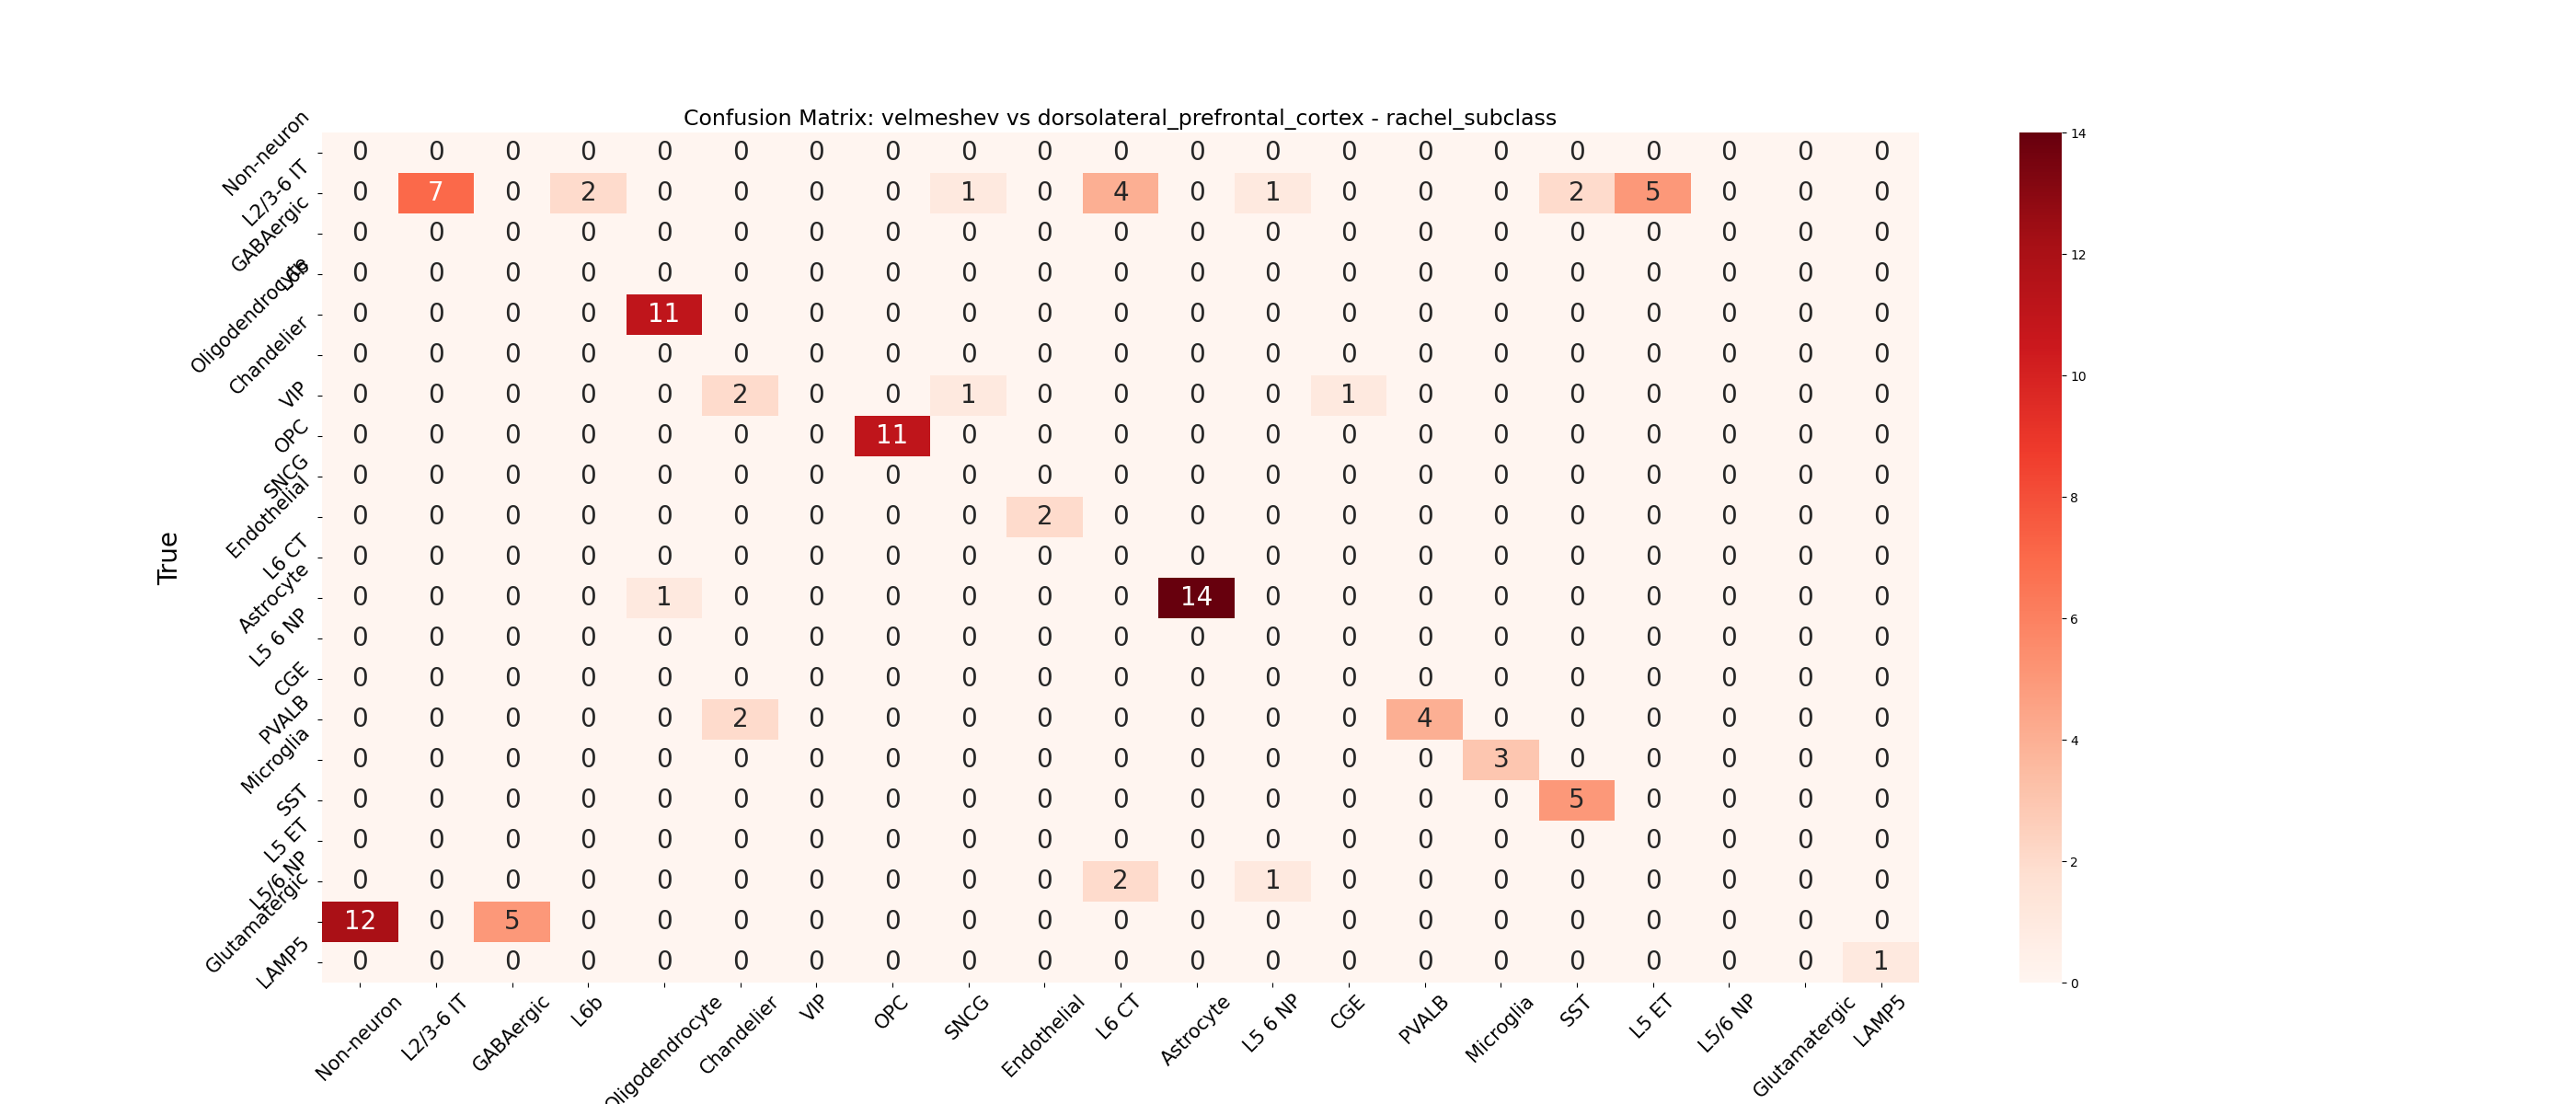 Confusion Matrix: velmeshev vs dorsolateral_prefrontal_cortex - rachel_subclass
True
Non-neuron 0 0 0 0 0 0 0 0 0 0 0 0 0 0 0 0 0 0 0 0 0
L2/3-6 IT 0 7 0 2 0 0 0 0 1 0 4 0 1 0 0 0 2 5 0 0 0
GABAergic 0 0 0 0 0 0 0 0 0 0 0 0 0 0 0 0 0 0 0 0 0
L6b 0 0 0 0 0 0 0 0 0 0 0 0 0 0 0 0 0 0 0 0 0
Oligodendrocyte 0 0 0 0 11 0 0 0 0 0 0 0 0 0 0 0 0 0 0 0 0
Chandelier 0 0 0 0 0 0 0 0 0 0 0 0 0 0 0 0 0 0 0 0 0
VIP 0 0 0 0 0 2 0 0 1 0 0 0 0 1 0 0 0 0 0 0 0
OPC 0 0 0 0 0 0 0 11 0 0 0 0 0 0 0 0 0 0 0 0 0
SNCG 0 0 0 0 0 0 0 0 0 0 0 0 0 0 0 0 0 0 0 0 0
Endothelial 0 0 0 0 0 0 0 0 0 2 0 0 0 0 0 0 0 0 0 0 0
L6 CT 0 0 0 0 0 0 0 0 0 0 0 0 0 0 0 0 0 0 0 0 0
Astrocyte 0 0 0 0 1 0 0 0 0 0 0 14 0 0 0 0 0 0 0 0 0
L5 6 NP 0 0 0 0 0 0 0 0 0 0 0 0 0 0 0 0 0 0 0 0 0
CGE 0 0 0 0 0 0 0 0 0 0 0 0 0 0 0 0 0 0 0 0 0
PVALB 0 0 0 0 0 2 0 0 0 0 0 0 0 0 4 0 0 0 0 0 0
Microglia 0 0 0 0 0 0 0 0 0 0 0 0 0 0 0 3 0 0 0 0 0
SST 0 0 0 0 0 0 0 0 0 0 0 0 0 0 0 0 5 0 0 0 0
L5 ET 0 0 0 0 0 0 0 0 0 0 0 0 0 0 0 0 0 0 0 0 0
L5/6 NP 0 0 0 0 0 0 0 0 0 0 2 0 1 0 0 0 0 0 0 0 0
Glutamatergic 12 0 5 0 0 0 0 0 0 0 0 0 0 0 0 0 0 0 0 0 0
LAMP5 0 0 0 0 0 0 0 0 0 0 0 0 0 0 0 0 0 0 0 0 1
Non-neuron L2/3-6 IT GABAergic L6b Oligodendrocyte Chandelier VIP OPC SNCG Endothelial L6 CT Astrocyte L5 6 NP CGE PVALB Microglia SST L5 ET L5/6 NP Glutamatergic LAMP5
14
12
10
8
6
4
2
0